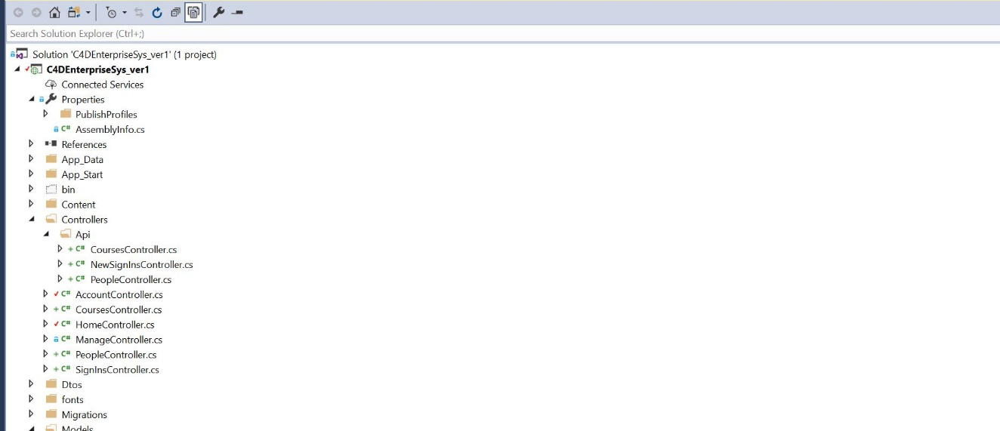 Search Solution Explorer (Ctrl+;)
Solution 'C4DEnterpriseSys_ver1' (1 project)
C4DEnterpriseSys_ver1
Connected Services
Properties
PublishProfiles
C# AssemblyInfo.cs
References
App_Data
App_Start
bin
Content
Controllers
Api
C# CoursesController.cs
C# NewSignInsController.cs
C# PeopleController.cs
C# AccountController.cs
C# CoursesController.cs
C# HomeController.cs
C# ManageController.cs
C# PeopleController.cs
C# SignInsController.cs
Dtos
fonts
Migrations
Models